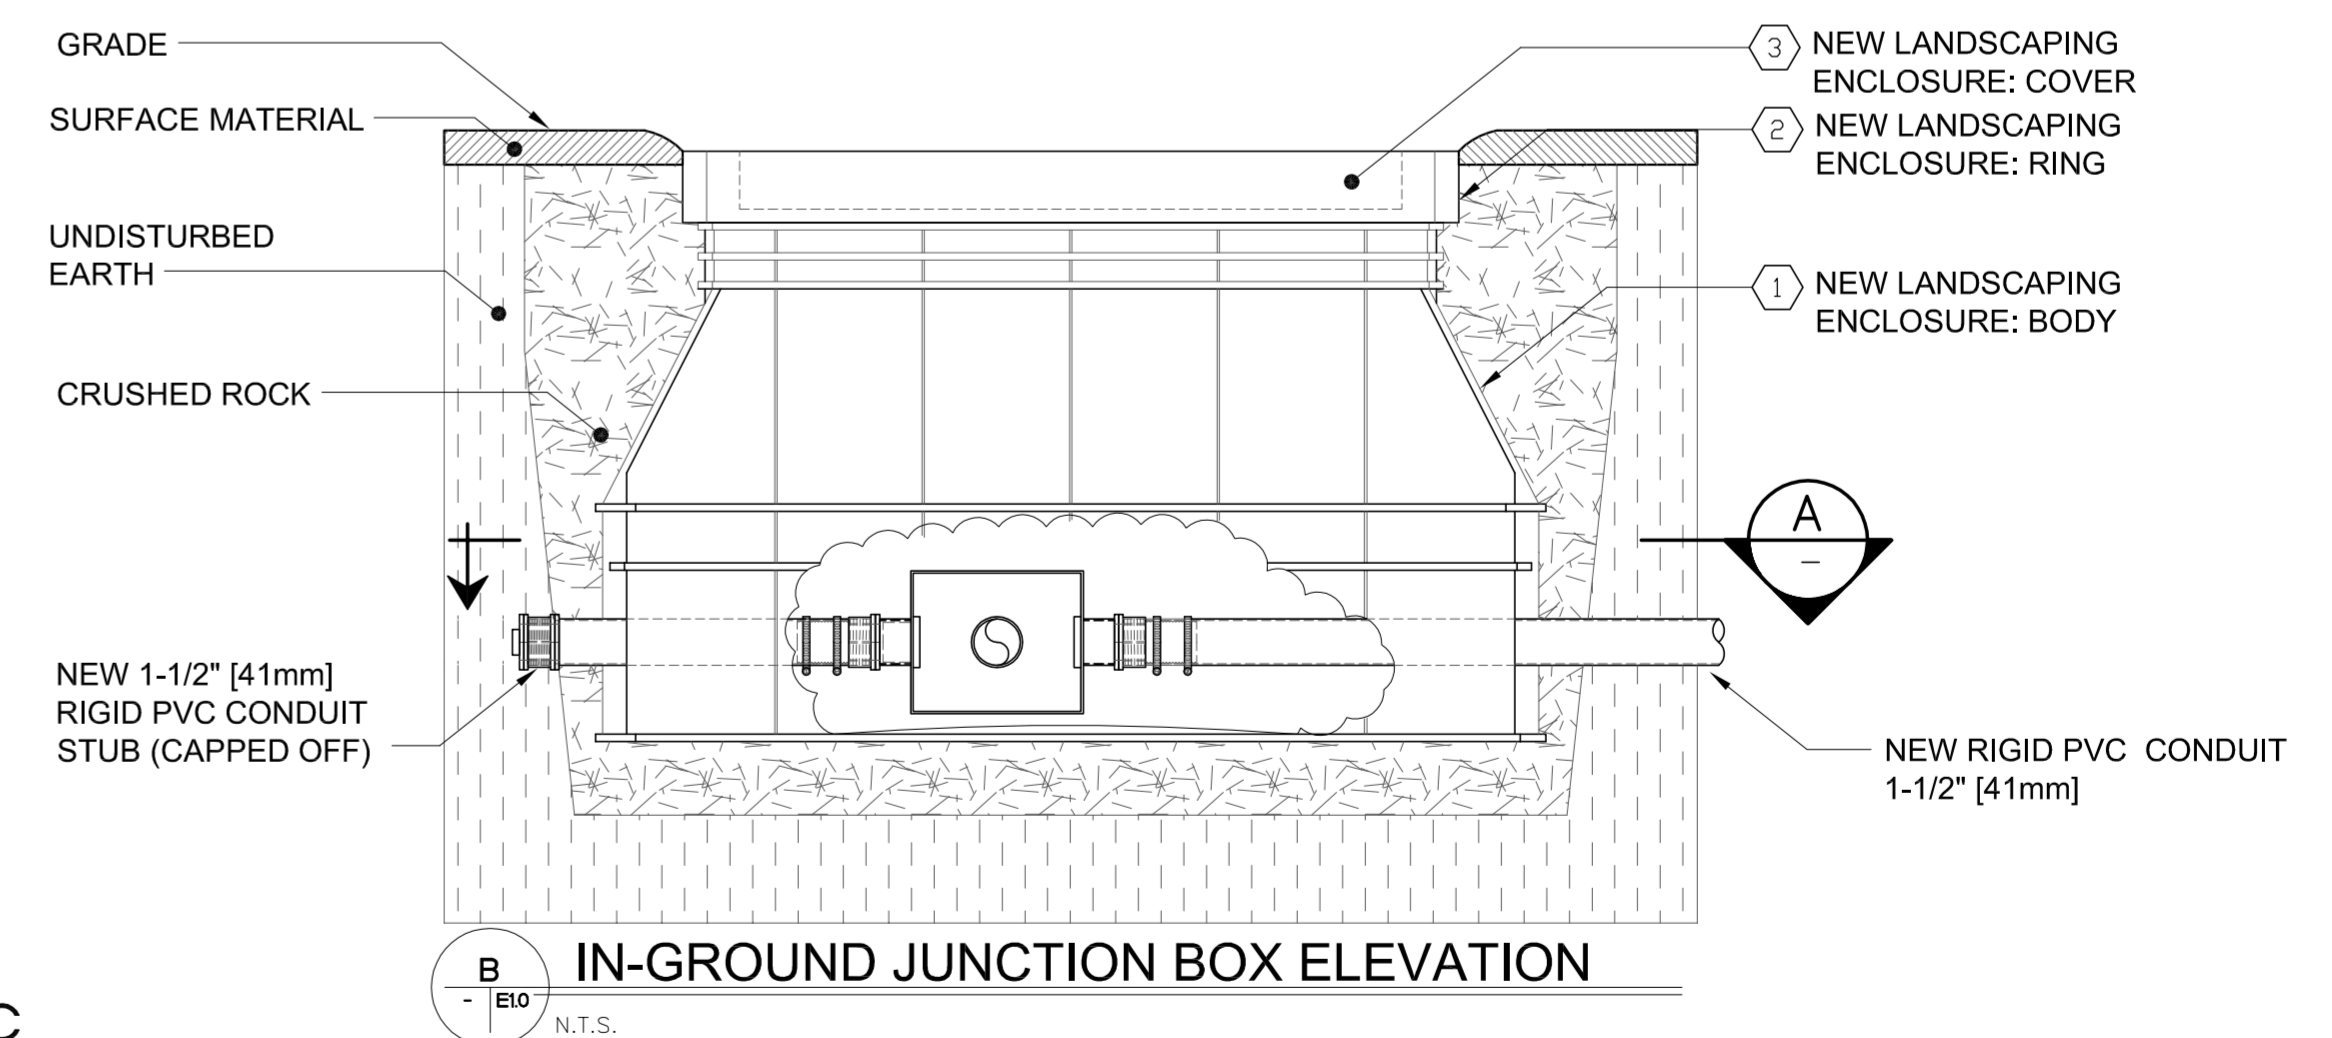 GRADE
SURFACE MATERIAL
UNDISTURBED
EARTH
CRUSHED ROCK
NEW 1-1/2" [41mm]
RIGID PVC CONDUIT
STUB (CAPPED OFF)
3
NEW LANDSCAPING
ENCLOSURE: COVER
2
NEW LANDSCAPING
ENCLOSURE: RING
1
NEW LANDSCAPING
ENCLOSURE: BODY
A
-
NEW RIGID PVC CONDUIT
1-1/2" [41mm]
B
- E1.0
IN-GROUND JUNCTION BOX ELEVATION
N.T.S.
C